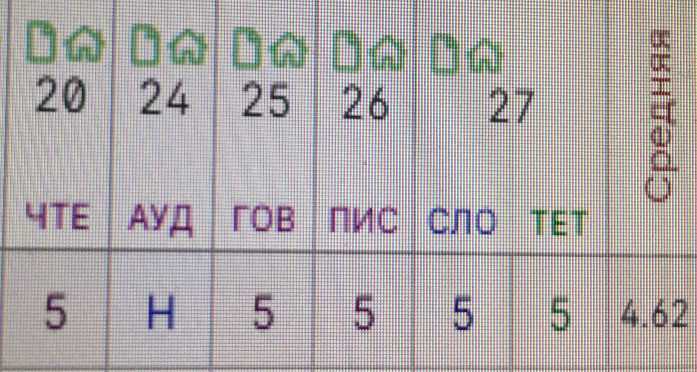 20 24 25 26 27 Средняя
ЧТЕ АУД ГОВ ПИС СЛО ТЕТ
5 Н 5 5 5 5 4.62